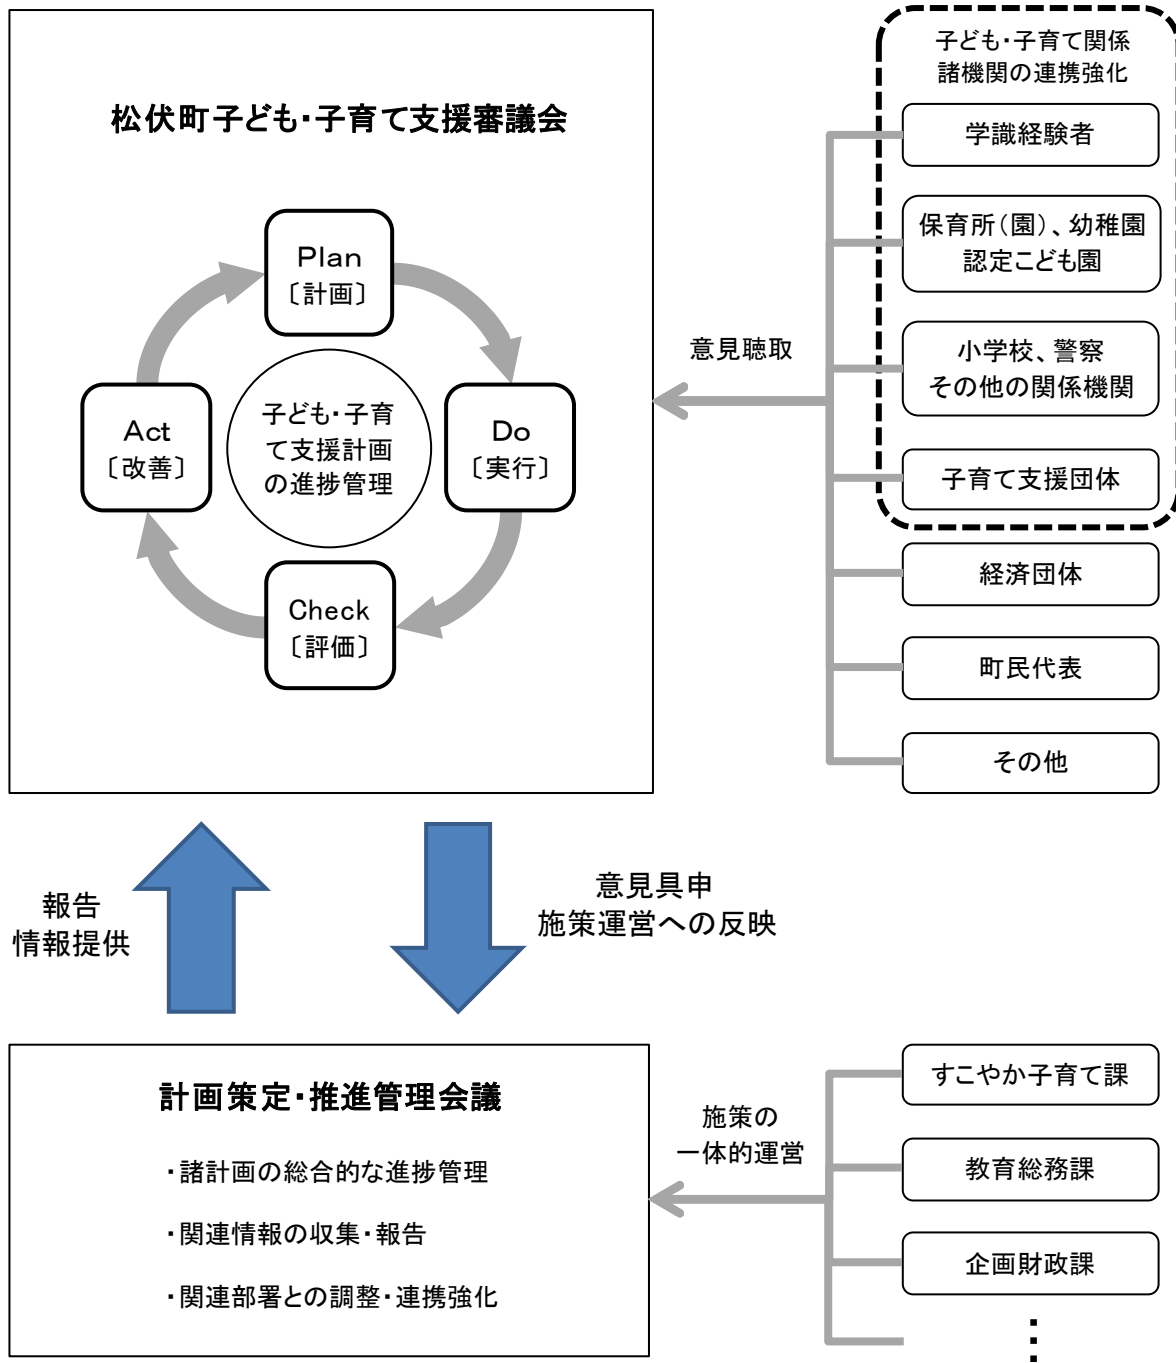 松伏町子ども・子育て支援審議会
Plan
〔計画〕
Do
〔実行〕
Check
〔評価〕
Act
〔改善〕
子ども・子育
て支援計画
の進捗管理
意見聴取
子ども・子育て関係
諸機関の連携強化
学識経験者
保育所（園）、幼稚園
認定こども園
小学校、警察
その他の関係機関
子育て支援団体
経済団体
町民代表
その他
報告
情報提供
意見具申
施策運営への反映
計画策定・推進管理会議
・諸計画の総合的な進捗管理
・関連情報の収集・報告
・関連部署との調整・連携強化
施策の
一体的運営
すこやか子育て課
教育総務課
企画財政課
⋮